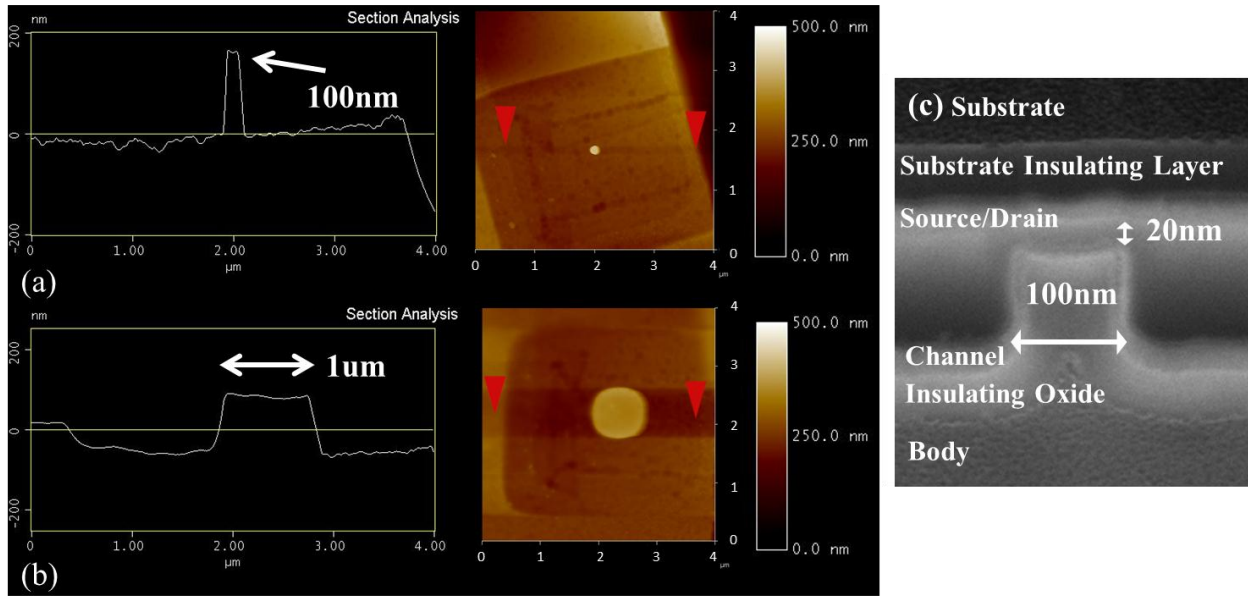 nm
Section Analysis
200
0
-200
100nm
0
1.00
2.00
3.00
4.00
µm
(a)
4
3
2
1
0
0
1
2
3
4
µm
500.0 nm
250.0 nm
0.0 nm
nm
Section Analysis
200
0
-200
1um
0
1.00
2.00
3.00
4.00
µm
(b)
4
3
2
1
0
1
2
3
4
µm
500.0 nm
250.0 nm
0.0 nm
(c) Substrate
Substrate Insulating Layer
Source/Drain
20nm
100nm
Channel
Insulating Oxide
Body